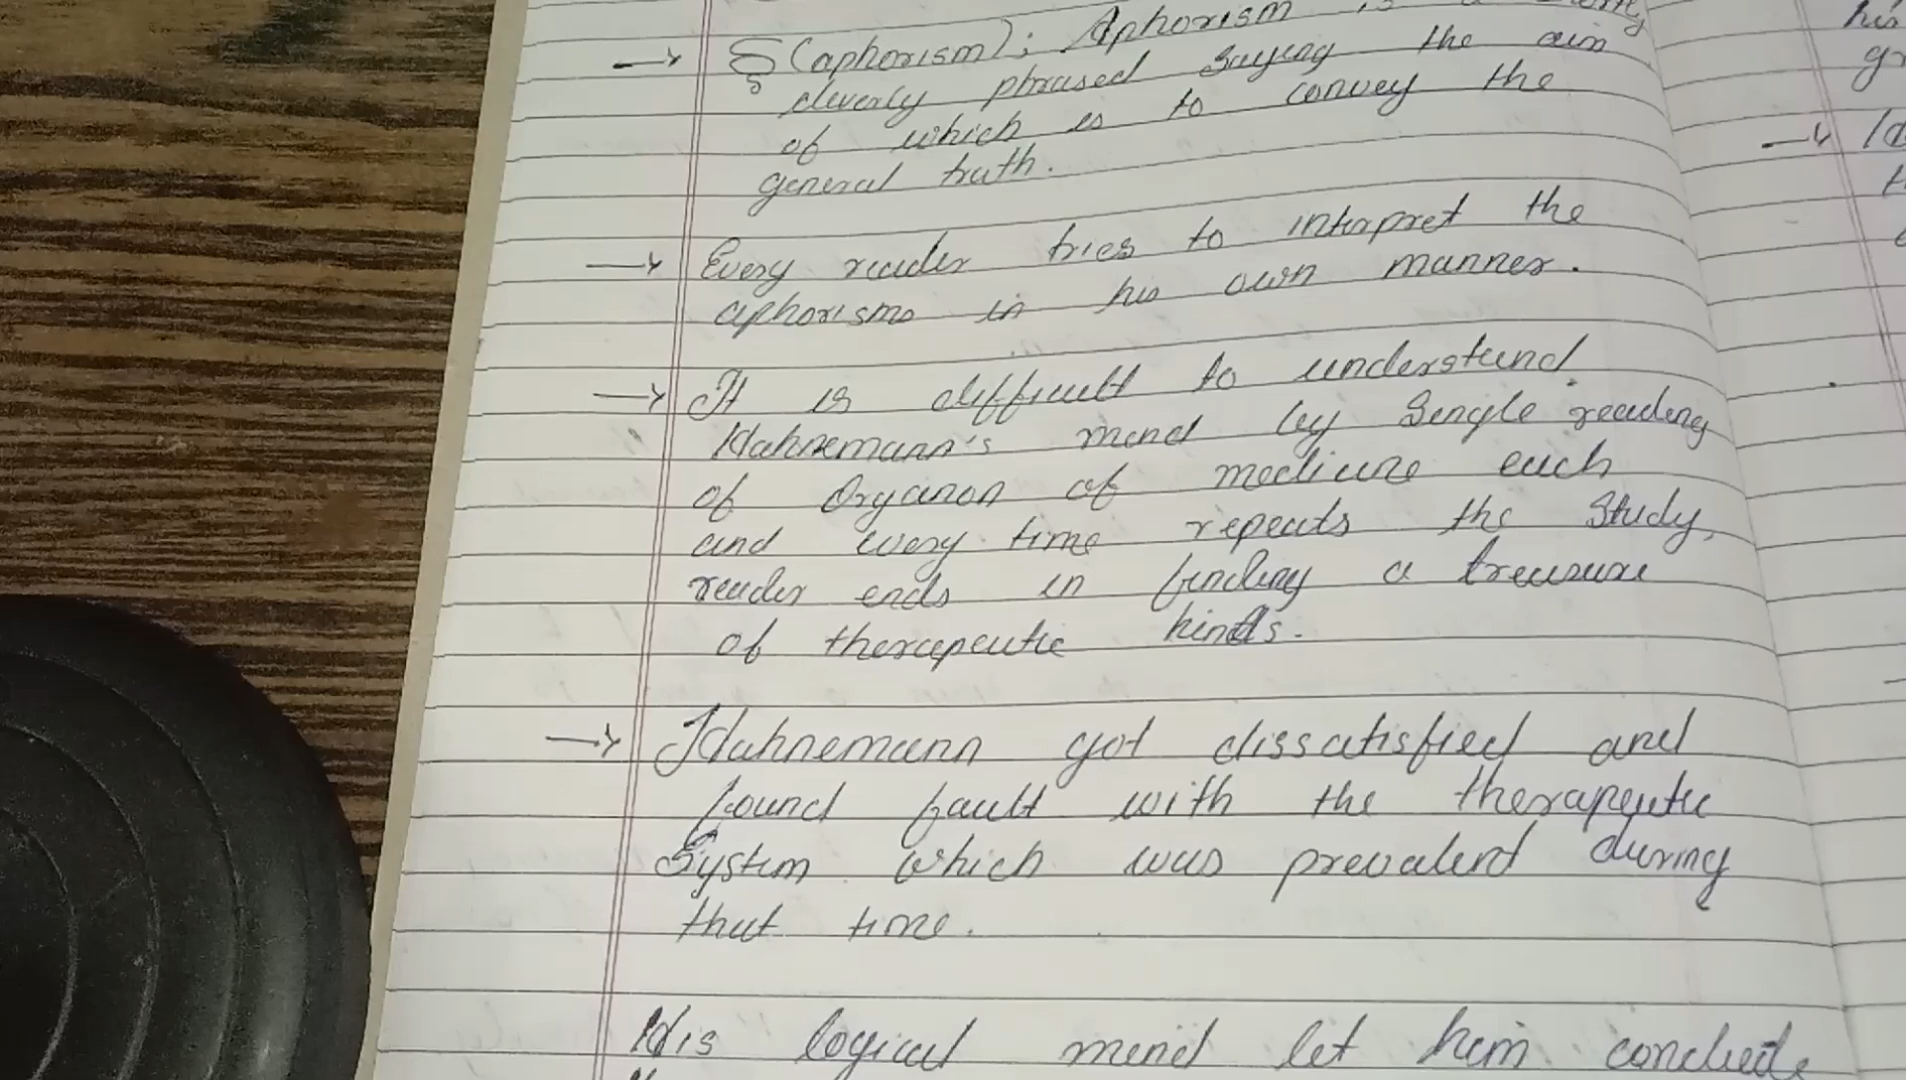 → § (aphorism); Aphorism is a
cleverly phrased saying the aim
of which is to convey the
general truth.
→ Every reader tries to interpret the
aphorisms in his own manner.
→ It is difficult to understand
Hahnemann's mind by single reading
of Organon of medicine each
and every time repeats the study,
reader ends in finding a treasure
of therapeutic hinds.
→ Hahnemann got dissatisfied and
found fault with the therapeutic
System which was prevalent during
that time.
His logical mind let him conclude
his